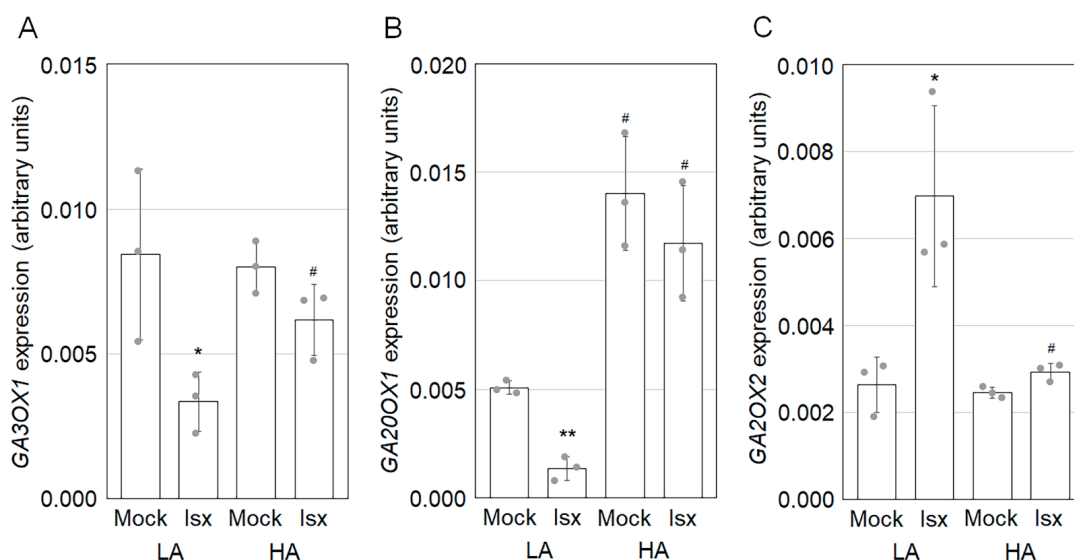 A
GA3OX1 expression (arbitrary units)
0.015
0.010
0.005
0.000
*
#
Mock Isx Mock Isx
LA HA
B
GA20OX1 expression (arbitrary units)
0.020
0.015
0.010
0.005
0.000
**
#
#
Mock Isx Mock Isx
LA HA
C
GA2OX2 expression (arbitrary units)
0.010
0.008
0.006
0.004
0.002
0.000
*
#
Mock Isx Mock Isx
LA HA